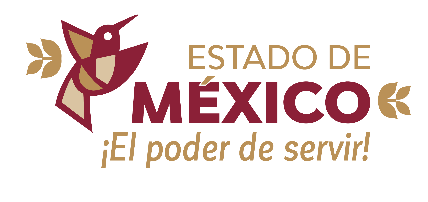 ESTADO DE
MÉXICO
¡El poder de servir!